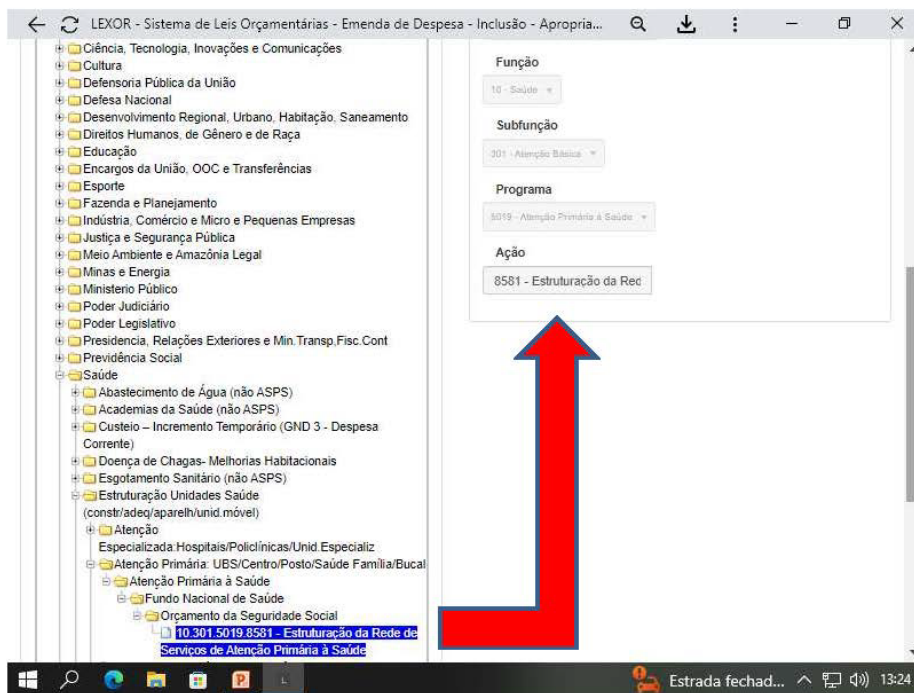 LEXOR - Sistema de Leis Orçamentárias - Emenda de Despesa - Inclusão - Apropria...
Ciência, Tecnologia, Inovações e Comunicações
Cultura
Defensoria Pública da União
Defesa Nacional
Desenvolvimento Regional, Urbano, Habitação, Saneamento
Direitos Humanos, de Gênero e de Raça
Educação
Encargos da União, OOC e Transferências
Esporte
Fazenda e Planejamento
Indústria, Comércio e Micro e Pequenas Empresas
Justiça e Segurança Pública
Meio Ambiente e Amazônia Legal
Minas e Energia
Ministerio Público
Poder Judiciário
Poder Legislativo
Presidencia, Relações Exteriores e Min.Transp,Fisc.Cont
Previdência Social
Saúde
Abastecimento de Água (não ASPS)
Academias da Saúde (não ASPS)
Custeio – Incremento Temporário (GND 3 - Despesa
Corrente)
Doença de Chagas- Melhorias Habitacionais
Esgotamento Sanitário (não ASPS)
Estruturação Unidades Saúde
(constr/adeq/aparelh/unid.móvel)
Atenção
Especializada:Hospitais/Policlínicas/Unid.Especializ
Atenção Primária: UBS/Centro/Posto/Saúde Família/Bucal
Atenção Primária à Saúde
Fundo Nacional de Saúde
Orçamento da Seguridade Social
10.301.5019.8581 - Estruturação da Rede de
Serviços de Atenção Primária à Saúde
Função
10 - Saúde
Subfunção
301 - Atenção Básica
Programa
5019 - Atenção Primária à Saúde
Ação
8581 - Estruturação da Red
Estrada fechad...
13:24